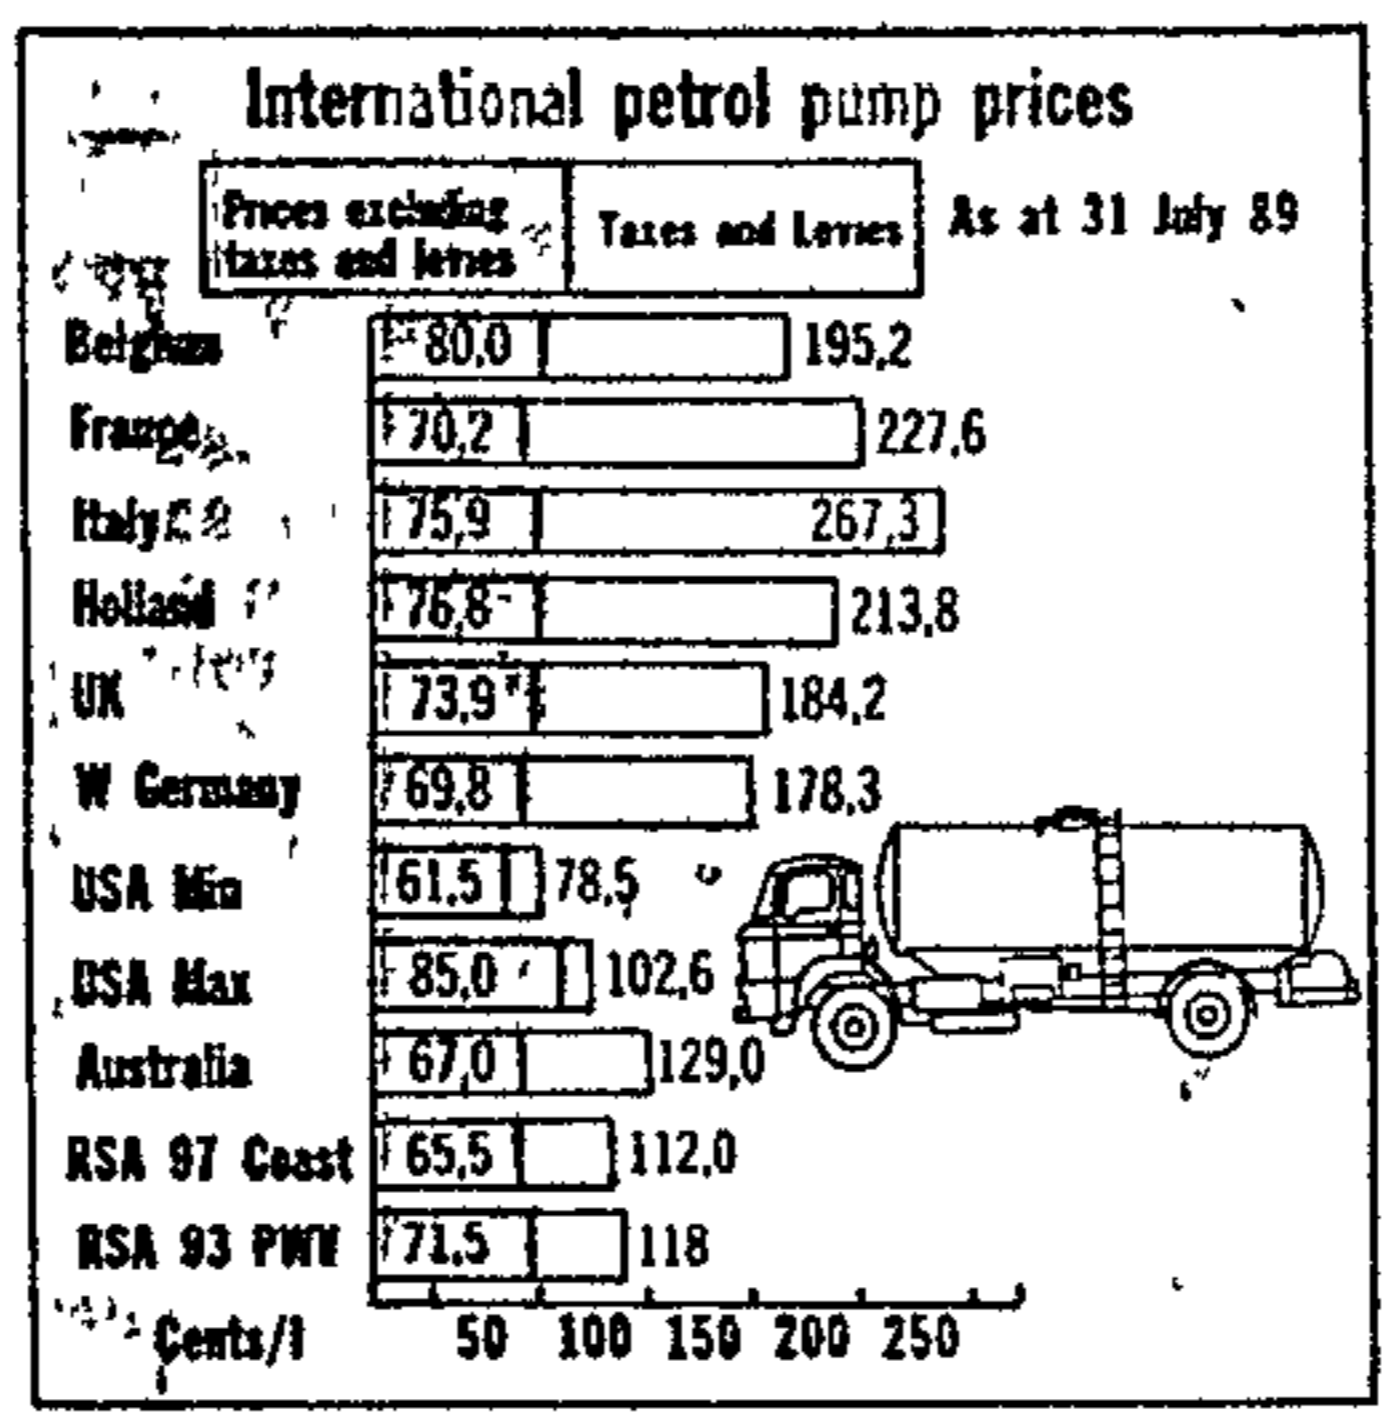 International petrol pump prices
Prices excluding
taxes and levies
Taxes and Levies
As at 31 July 89
Belgium 80,0 195,2
France 70,2 227,6
Italy 75,9 267,3
Holland 76,8 213,8
UK 73,9 184,2
W Germany 69,8 178,3
USA Min 61,5 78,5
USA Max 85,0 102,6
Australia 67,0 129,0
RSA 97 Coast 65,5 112,0
RSA 93 PWV 71,5 118
Cents/l 50 100 150 200 250